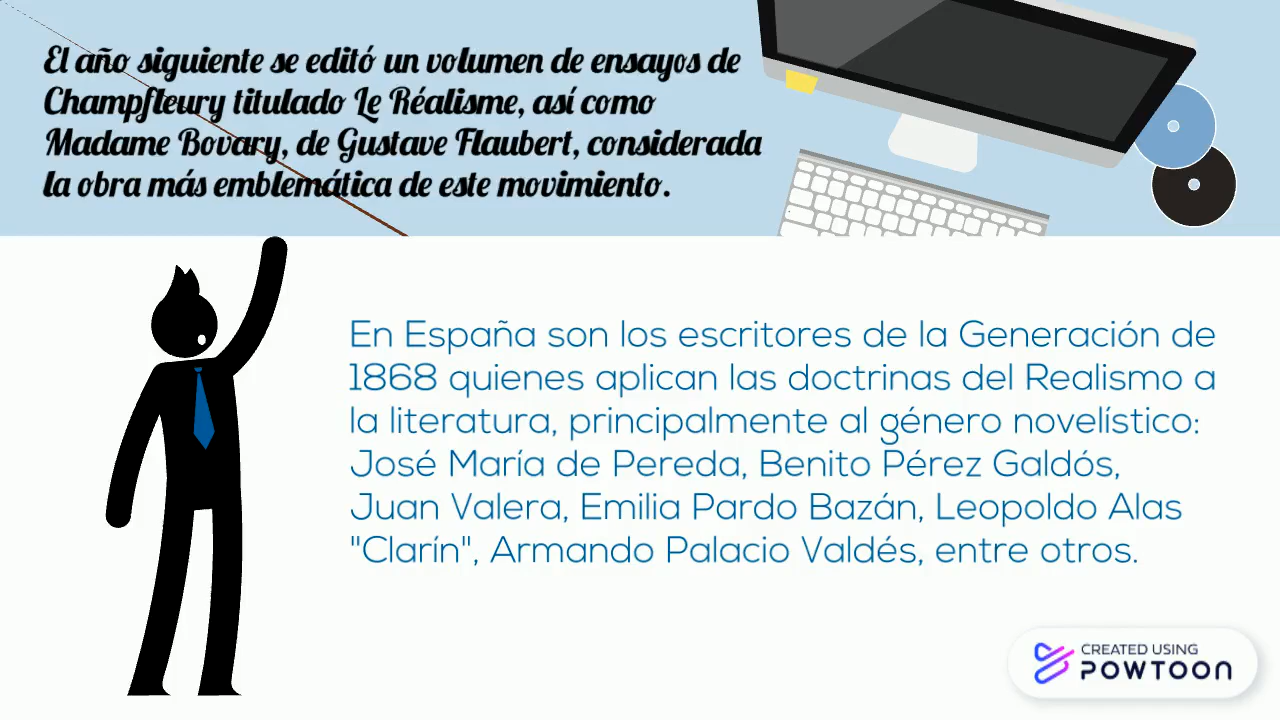 El año siguiente se editó un volumen de ensayos de
Champfleury titulado Le Réalisme, así como
Madame Bovary, de Gustave Flaubert, considerada
la obra más emblemática de este movimiento.
En España son los escritores de la Generación de
1868 quienes aplican las doctrinas del Realismo a
la literatura, principalmente al género novelístico:
José María de Pereda, Benito Pérez Galdós,
Juan Valera, Emilia Pardo Bazán, Leopoldo Alas
"Clarín", Armando Palacio Valdés, entre otros.
CREATED USING
POWTOON